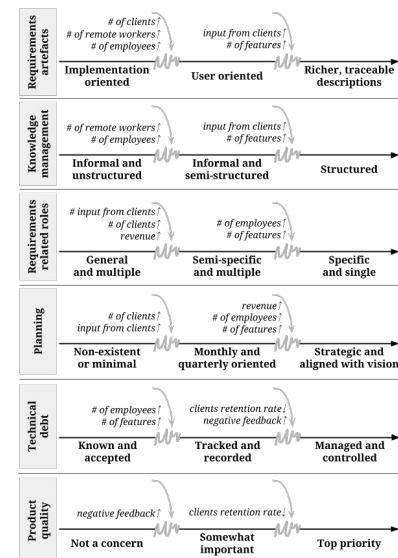 Requirements
artefacts
# of clients↑
# of remote workers↑
# of employees↑
input from clients↑
# of features↑
Implementation
oriented
User oriented
Richer, traceable
descriptions
Knowledge
management
# of remote workers↑
# of employees↑
input from clients↑
# of features↑
Informal and
unstructured
Informal and
semi-structured
Structured
Requirements
related roles
# input from clients↑
# of clients↑
revenue↑
# of employees↑
# of features↑
General
and multiple
Semi-specific
and multiple
Specific
and single
Planning
# of clients↑
input from clients↑
revenue↑
# of employees↑
# of features↑
Non-existent
or minimal
Monthly and
quarterly oriented
Strategic and
aligned with vision
Technical
debt
# of employees↑
# of features↑
clients retention rate↓
negative feedback↑
Known and
accepted
Tracked and
recorded
Managed and
controlled
Product
quality
negative feedback↑
clients retention rate↓
Not a concern
Somewhat
important
Top priority